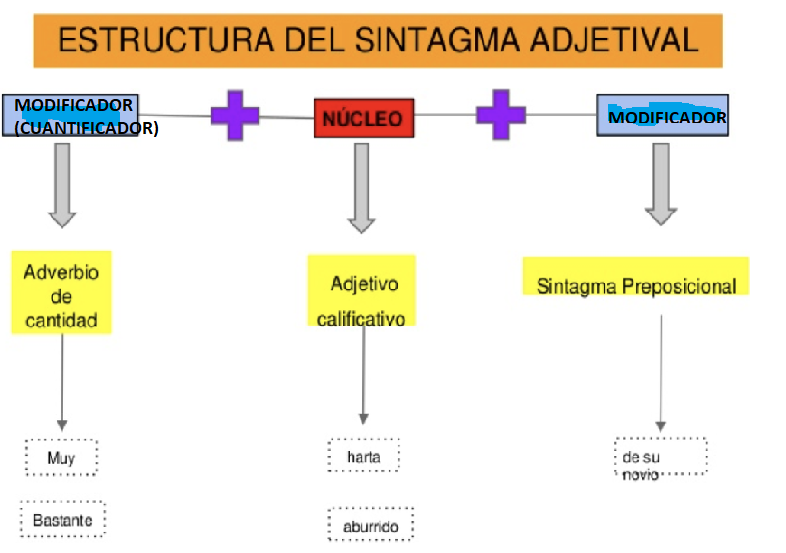 ESTRUCTURA DEL SINTAGMA ADJETIVAL
MODIFICADOR
(CUANTIFICADOR)
NÚCLEO
MODIFICADOR
Adverbio
de
cantidad
Adjetivo
calificativo
Sintagma Preposicional
Muy
harta
de su
novio
Bastante
aburrido